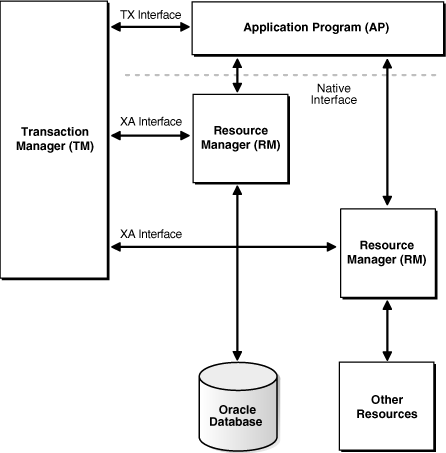 TX Interface
Application Program (AP)
Native
Interface
Transaction
Manager (TM)
XA Interface
Resource
Manager (RM)
XA Interface
Resource
Manager (RM)
Oracle
Database
Other
Resources